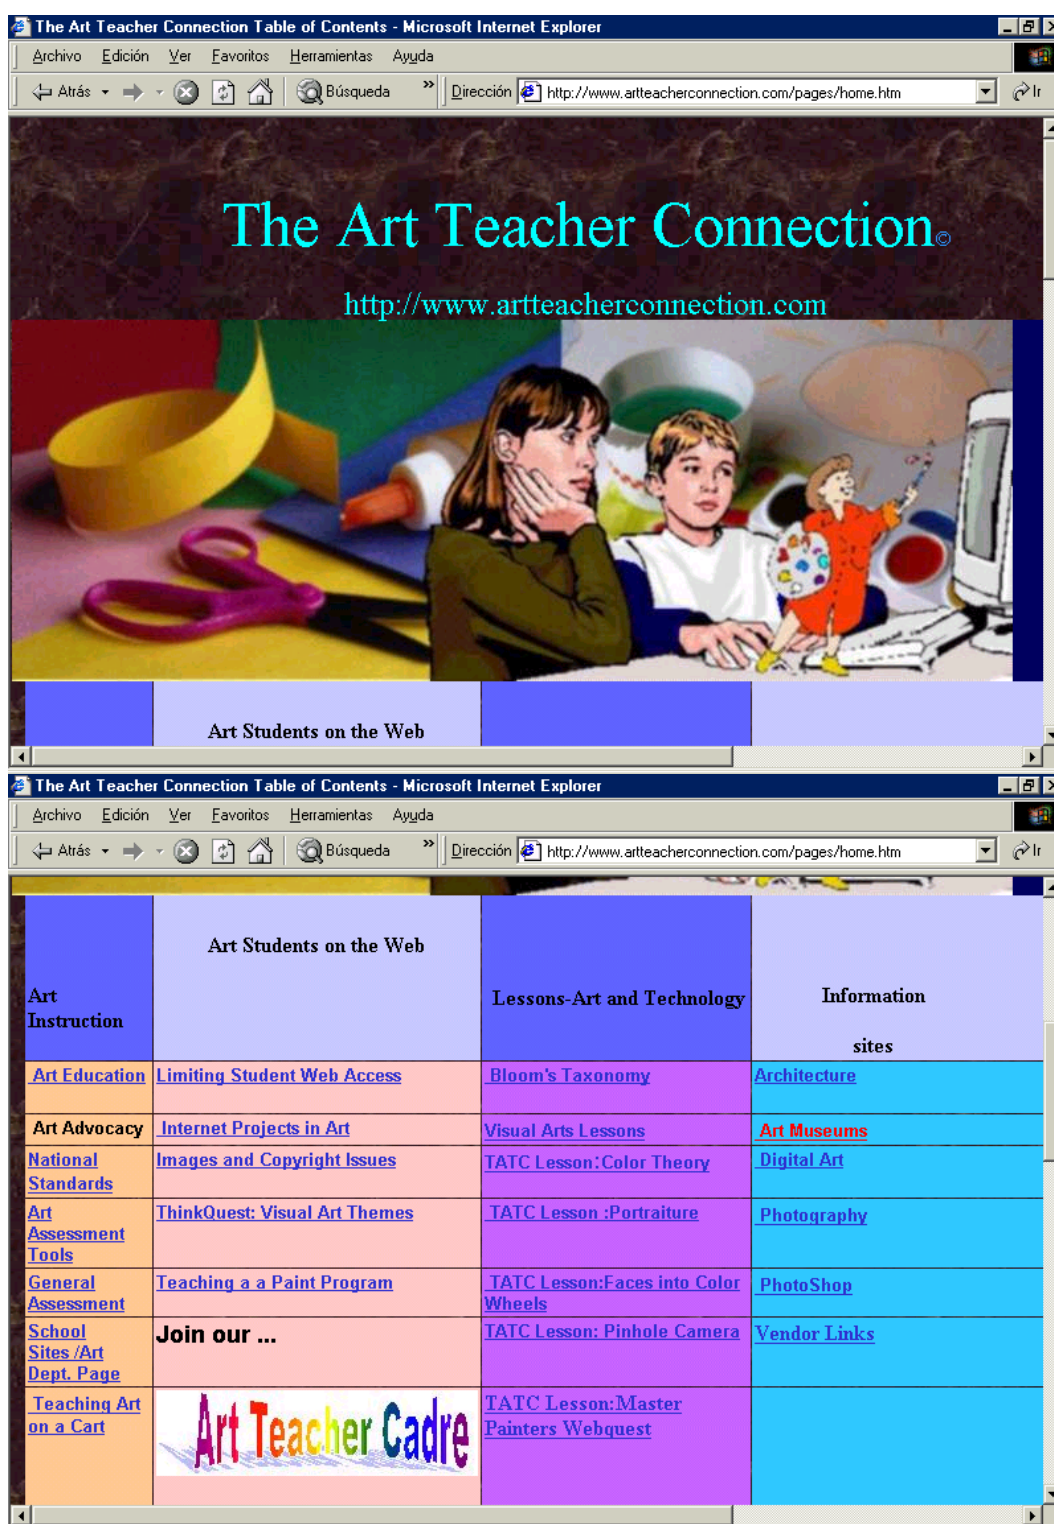 The Art Teacher Connection Table of Contents - Microsoft Internet Explorer
Archivo Edición Ver Favoritos Herramientas Ayuda
Atrás Búsqueda » Dirección http://www.artteacherconnection.com/pages/home.htm Ir
The Art Teacher Connection©
http://www.artteacherconnection.com
Art Students on the Web
The Art Teacher Connection Table of Contents - Microsoft Internet Explorer
Archivo Edición Ver Favoritos Herramientas Ayuda
Atrás Búsqueda » Dirección http://www.artteacherconnection.com/pages/home.htm Ir
Art
Instruction
Art Students on the Web
Lessons-Art and Technology
Information
sites
Art Education
Limiting Student Web Access
Bloom's Taxonomy
Architecture
Art Advocacy
Internet Projects in Art
Visual Arts Lessons
Art Museums
National
Standards
Images and Copyright Issues
TATC Lesson:Color Theory
Digital Art
Art
Assessment
Tools
ThinkQuest: Visual Art Themes
TATC Lesson :Portraiture
Photography
General
Assessment
Teaching a a Paint Program
TATC Lesson:Faces into Color
Wheels
PhotoShop
School
Sites /Art
Dept. Page
Join our ...
TATC Lesson: Pinhole Camera
Vendor Links
Teaching Art
on a Cart
Art Teacher Cadre
TATC Lesson:Master
Painters Webquest